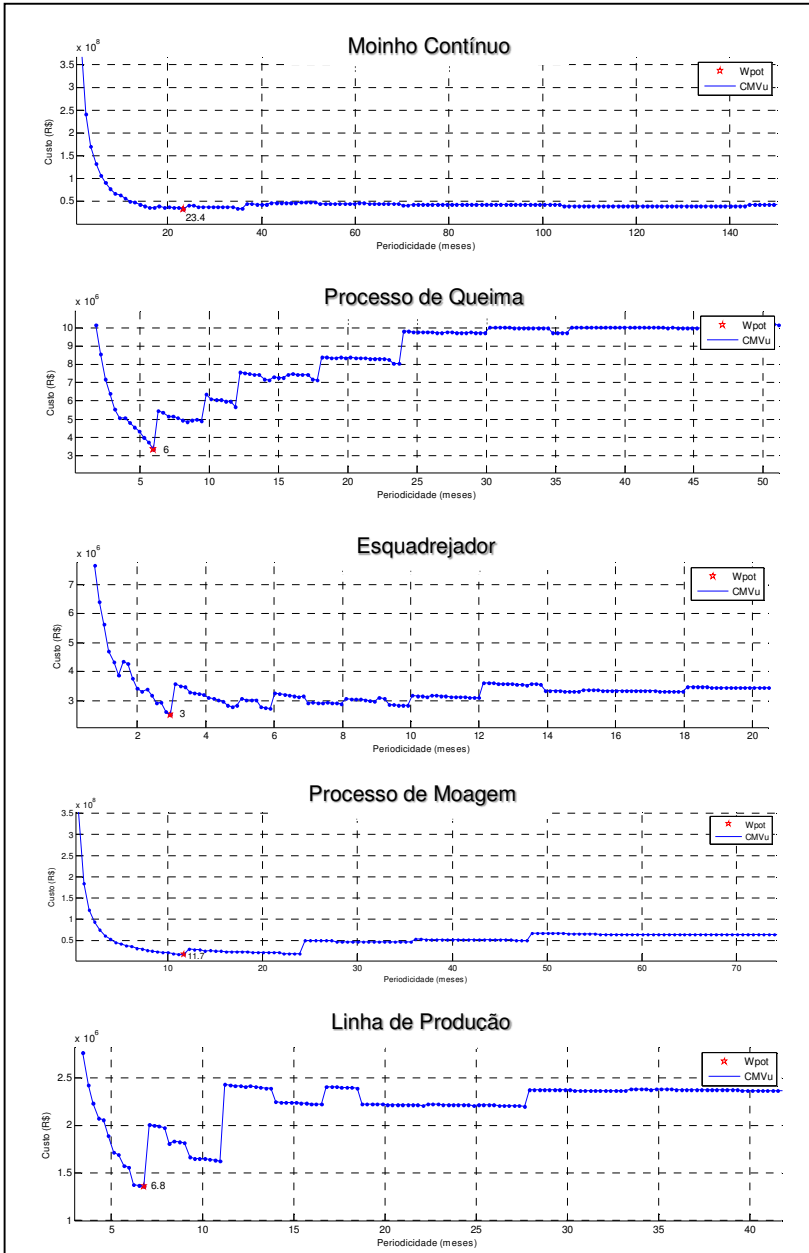 Moinho Contínuo
x 10^8
3.5
3
2.5
2
1.5
1
0.5
Custo (R$)
Wpot
CMVu
23.4
20 40 60 80 100 120 140
Periodicidade (meses)
Processo de Queima
x 10^6
10
9
8
7
6
5
4
3
Custo (R$)
Wpot
CMVu
6
5 10 15 20 25 30 35 40 45 50
Periodicidade (meses)
Esquadrejador
x 10^6
7
6
5
4
3
Custo (R$)
Wpot
CMVu
3
2 4 6 8 10 12 14 16 18 20
Periodicidade (meses)
Processo de Moagem
x 10^8
3.5
3
2.5
2
1.5
1
0.5
Custo (R$)
Wpot
CMVu
11.7
10 20 30 40 50 60 70
Periodicidade (meses)
Linha de Produção
x 10^6
2.5
2
1.5
1
Custo (R$)
Wpot
CMVu
6.8
5 10 15 20 25 30 35 40
Periodicidade (meses)